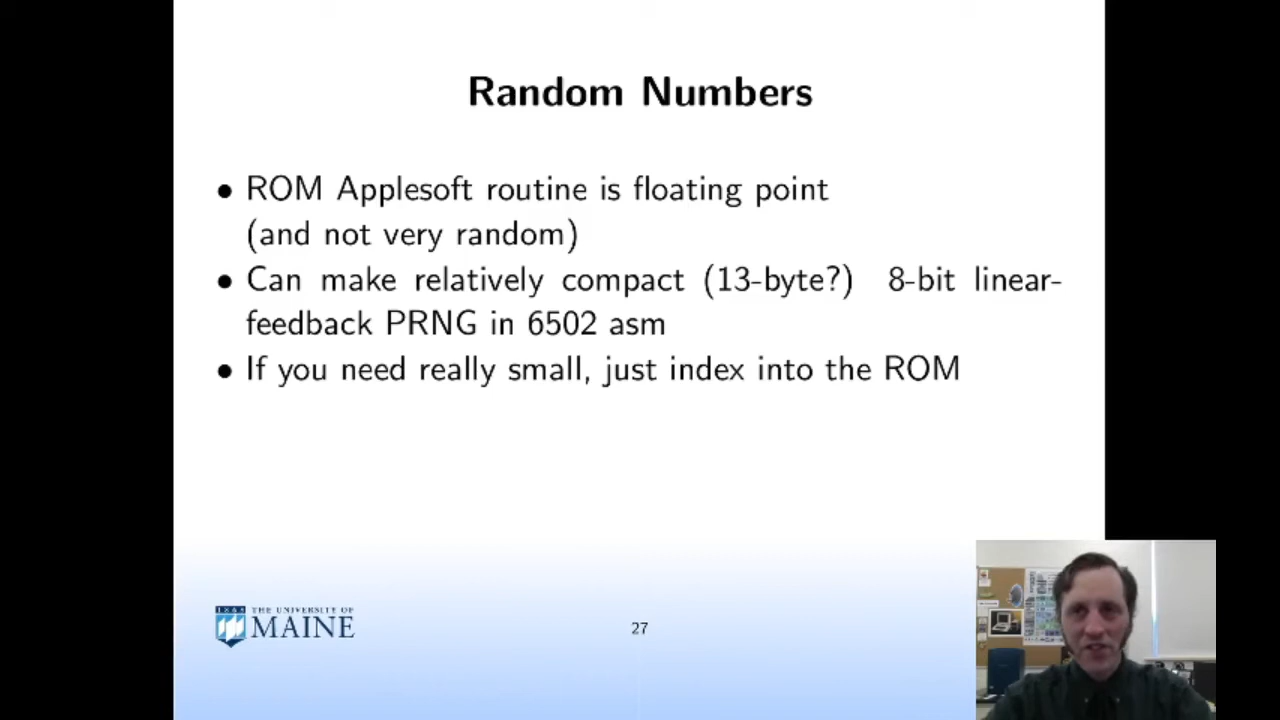 Random Numbers
● ROM Applesoft routine is floating point
(and not very random)
● Can make relatively compact (13-byte?) 8-bit linear-
feedback PRNG in 6502 asm
● If you need really small, just index into the ROM
1865
THE UNIVERSITY OF
MAINE
27